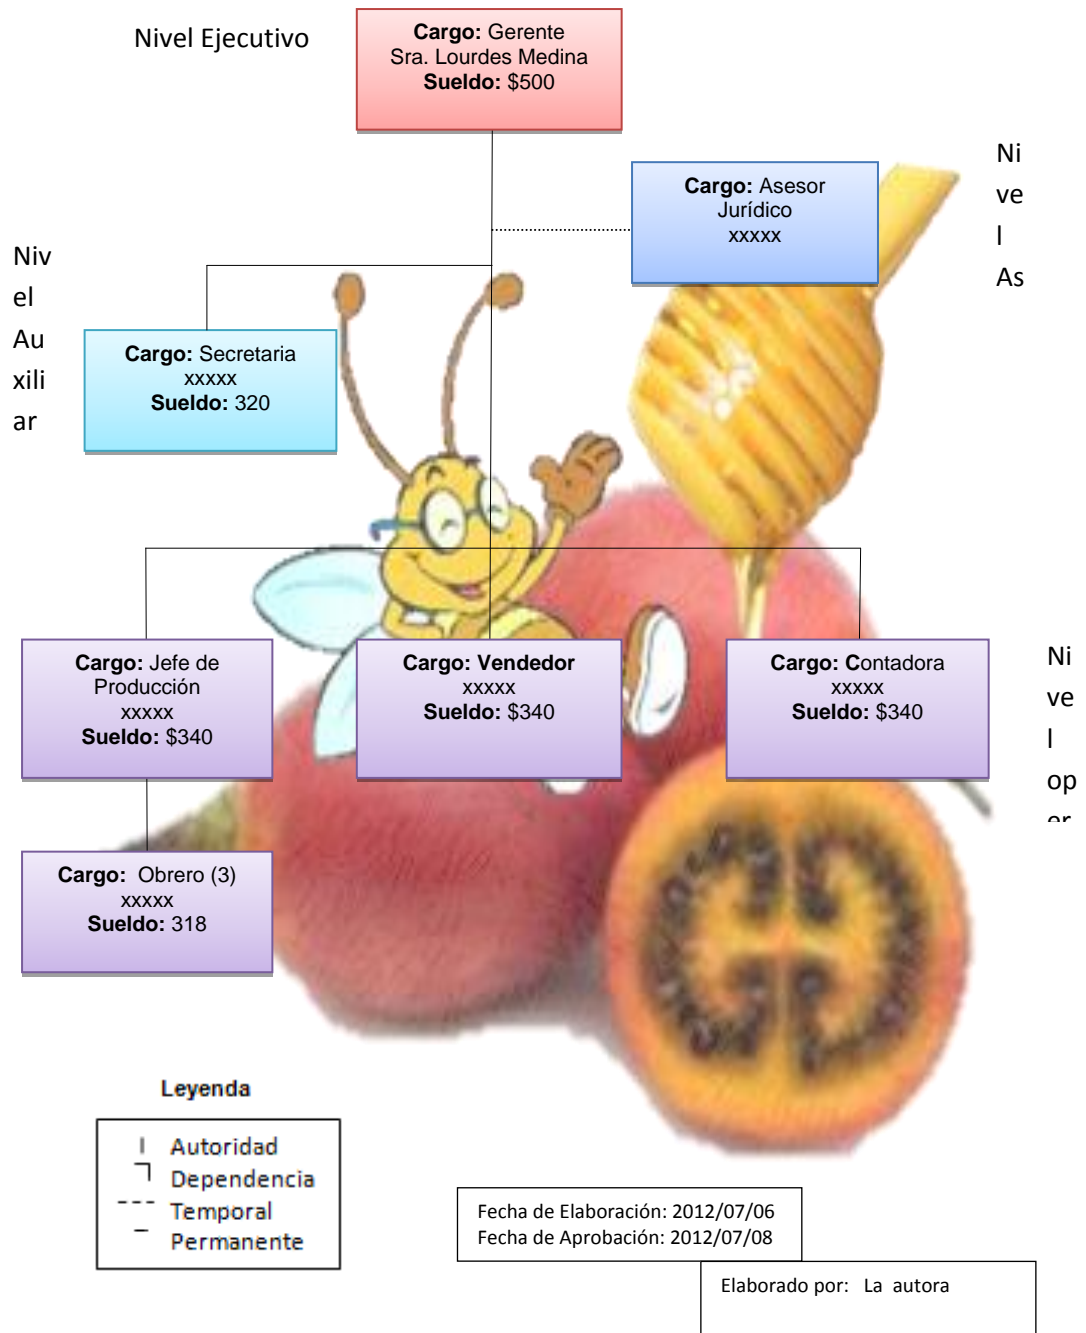 Nivel Ejecutivo
Cargo: Gerente
Sra. Lourdes Medina
Sueldo: $500
Cargo: Asesor
Jurídico
xxxxx
Ni
ve
l
As
Niv
el
Au
xili
ar
Cargo: Secretaria
xxxxx
Sueldo: 320
Cargo: Jefe de
Producción
xxxxx
Sueldo: $340
Cargo: Vendedor
xxxxx
Sueldo: $340
Cargo: Contadora
xxxxx
Sueldo: $340
Ni
ve
l
op
er
Cargo: Obrero (3)
xxxxx
Sueldo: 318
Leyenda
Autoridad
Dependencia
Temporal
Permanente
Fecha de Elaboración: 2012/07/06
Fecha de Aprobación: 2012/07/08
Elaborado por: La autora